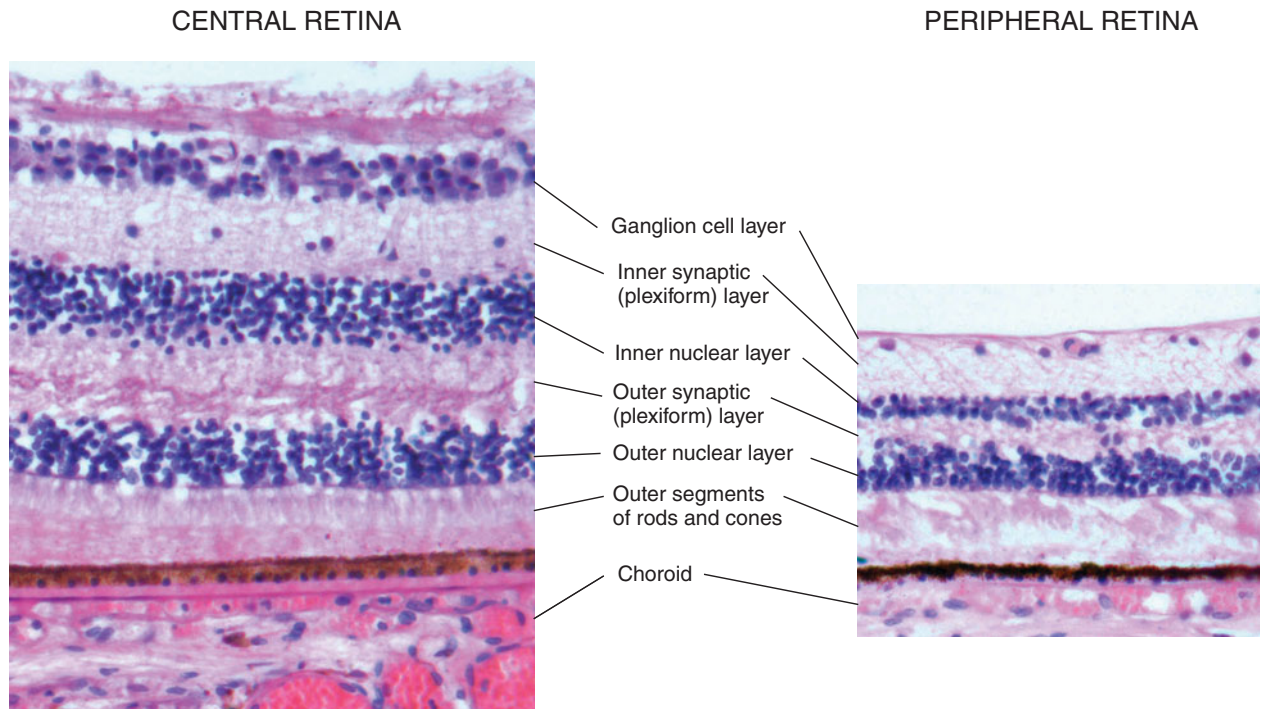 CENTRAL RETINA
PERIPHERAL RETINA
Ganglion cell layer
Inner synaptic
(plexiform) layer
Inner nuclear layer
Outer synaptic
(plexiform) layer
Outer nuclear layer
Outer segments
of rods and cones
Choroid